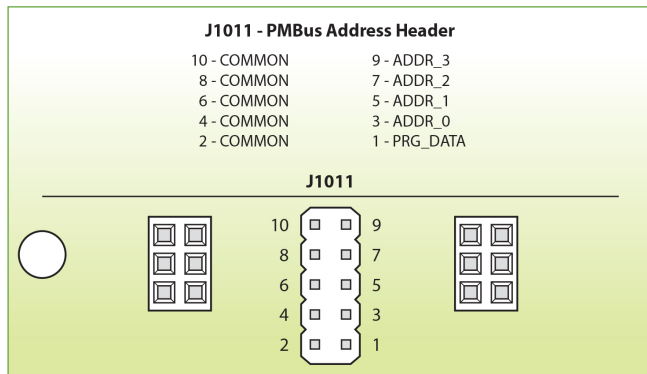 J1011 - PMBus Address Header
10 - COMMON 9 - ADDR_3
8 - COMMON 7 - ADDR_2
6 - COMMON 5 - ADDR_1
4 - COMMON 3 - ADDR_0
2 - COMMON 1 - PRG_DATA
J1011
10 9
8 7
6 5
4 3
2 1